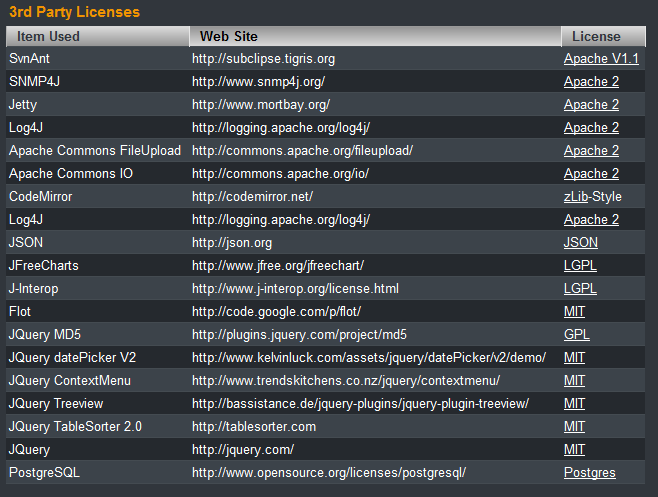 3rd Party Licenses
Item Used Web Site License
SvnAnt http://subclipse.tigris.org Apache V1.1
SNMP4J http://www.snmp4j.org/ Apache 2
Jetty http://www.mortbay.org/ Apache 2
Log4J http://logging.apache.org/log4j/ Apache 2
Apache Commons FileUpload http://commons.apache.org/fileupload/ Apache 2
Apache Commons IO http://commons.apache.org/io/ Apache 2
CodeMirror http://codemirror.net/ zLib-Style
Log4J http://logging.apache.org/log4j/ Apache 2
JSON http://json.org JSON
JFreeCharts http://www.jfree.org/jfreechart/ LGPL
J-Interop http://www.j-interop.org/license.html LGPL
Flot http://code.google.com/p/flot/ MIT
JQuery MD5 http://plugins.jquery.com/project/md5 GPL
JQuery datePicker V2 http://www.kelvinluck.com/assets/jquery/datePicker/v2/demo/ MIT
JQuery ContextMenu http://www.trendskitchens.co.nz/jquery/contextmenu/ MIT
JQuery Treeview http://bassistance.de/jquery-plugins/jquery-plugin-treeview/ MIT
JQuery TableSorter 2.0 http://tablesorter.com MIT
JQuery http://jquery.com/ MIT
PostgreSQL http://www.opensource.org/licenses/postgresql/ Postgres